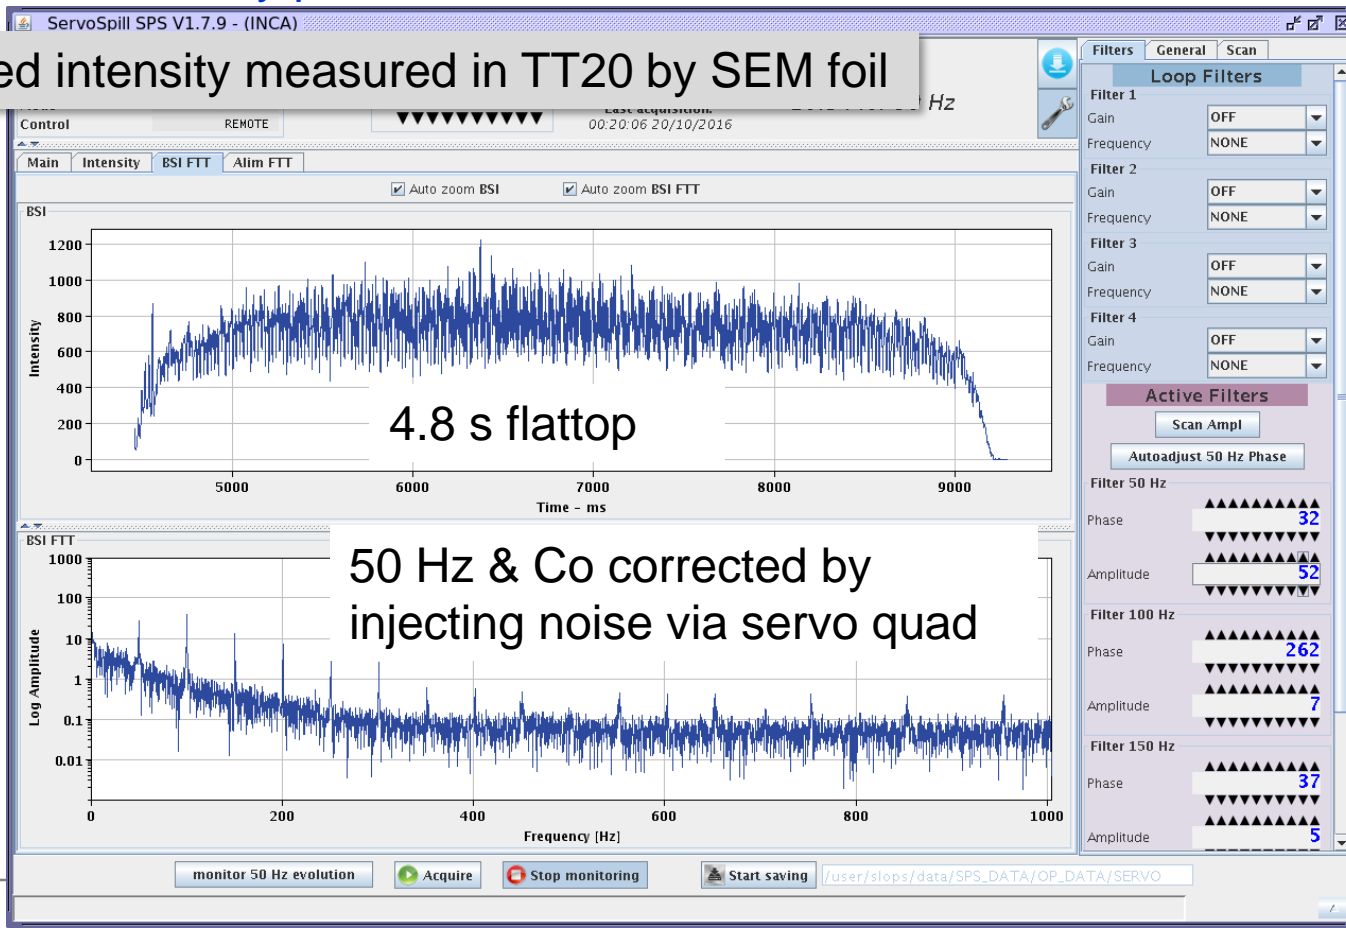 ServoSpill SPS V1.7.9 - (INCA)
ed intensity measured in TT20 by SEM foil
Hz
Control REMOTE
00:20:06 20/10/2016
Main Intensity BSI FTT Alim FTT
Auto zoom BSI Auto zoom BSI FTT
BSI
1200
1000
800
600
400
200
0
Intensity
4.8 s flattop
5000 6000 7000 8000 9000
Time - ms
BSI FTT
50 Hz & Co corrected by
injecting noise via servo quad
1000
100
10
1
0.1
0.01
Log Amplitude
0 200 400 600 800 1000
Frequency [Hz]
monitor 50 Hz evolution Acquire Stop monitoring Start saving /user/slops/data/SPS_DATA/OP_DATA/SERVO
Filters General Scan
Loop Filters
Filter 1
Gain OFF
Frequency NONE
Filter 2
Gain OFF
Frequency NONE
Filter 3
Gain OFF
Frequency NONE
Filter 4
Gain OFF
Frequency NONE
Active Filters
Scan Ampl
Autoadjust 50 Hz Phase
Filter 50 Hz
Phase 32
Amplitude 52
Filter 100 Hz
Phase 262
Amplitude 7
Filter 150 Hz
Phase 37
Amplitude 5